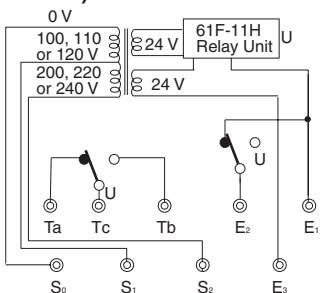 0 V
100, 110
or 120 V
200, 220
or 240 V
24 V
61F-11H
Relay Unit
U
24 V
U
U
Ta Tc Tb E2 E1
S0 S1 S2 E3